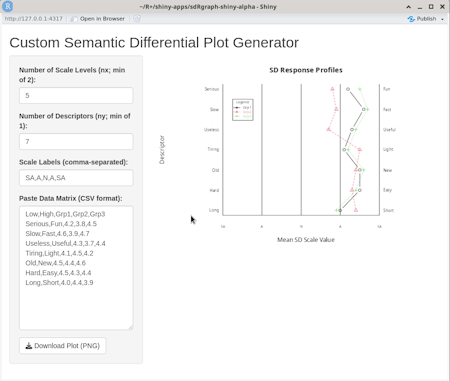 ~/R+/shiny-apps/sdRgraph-shiny-alpha - Shiny
http://127.0.0.1:4317 Open in Browser Publish
Custom Semantic Differential Plot Generator
Number of Scale Levels (nx; min of 2):
5
Number of Descriptors (ny; min of 1):
7
Scale Labels (comma-separated):
SA,A,N,A,SA
Paste Data Matrix (CSV format):
Low,High,Grp1,Grp2,Grp3
Serious,Fun,4.2,3.8,4.5
Slow,Fast,4.6,3.9,4.7
Useless,Useful,4.3,3.7,4.4
Tiring,Light,4.1,4.5,4.2
Old,New,4.5,4.4,4.6
Hard,Easy,4.5,4.3,4.4
Long,Short,4.0,4.4,3.9
Download Plot (PNG)
SD Response Profiles
Descriptor
Serious Fun
Slow Fast
Useless Useful
Tiring Light
Old New
Hard Easy
Long Short
Legend
Mean SD Scale Value